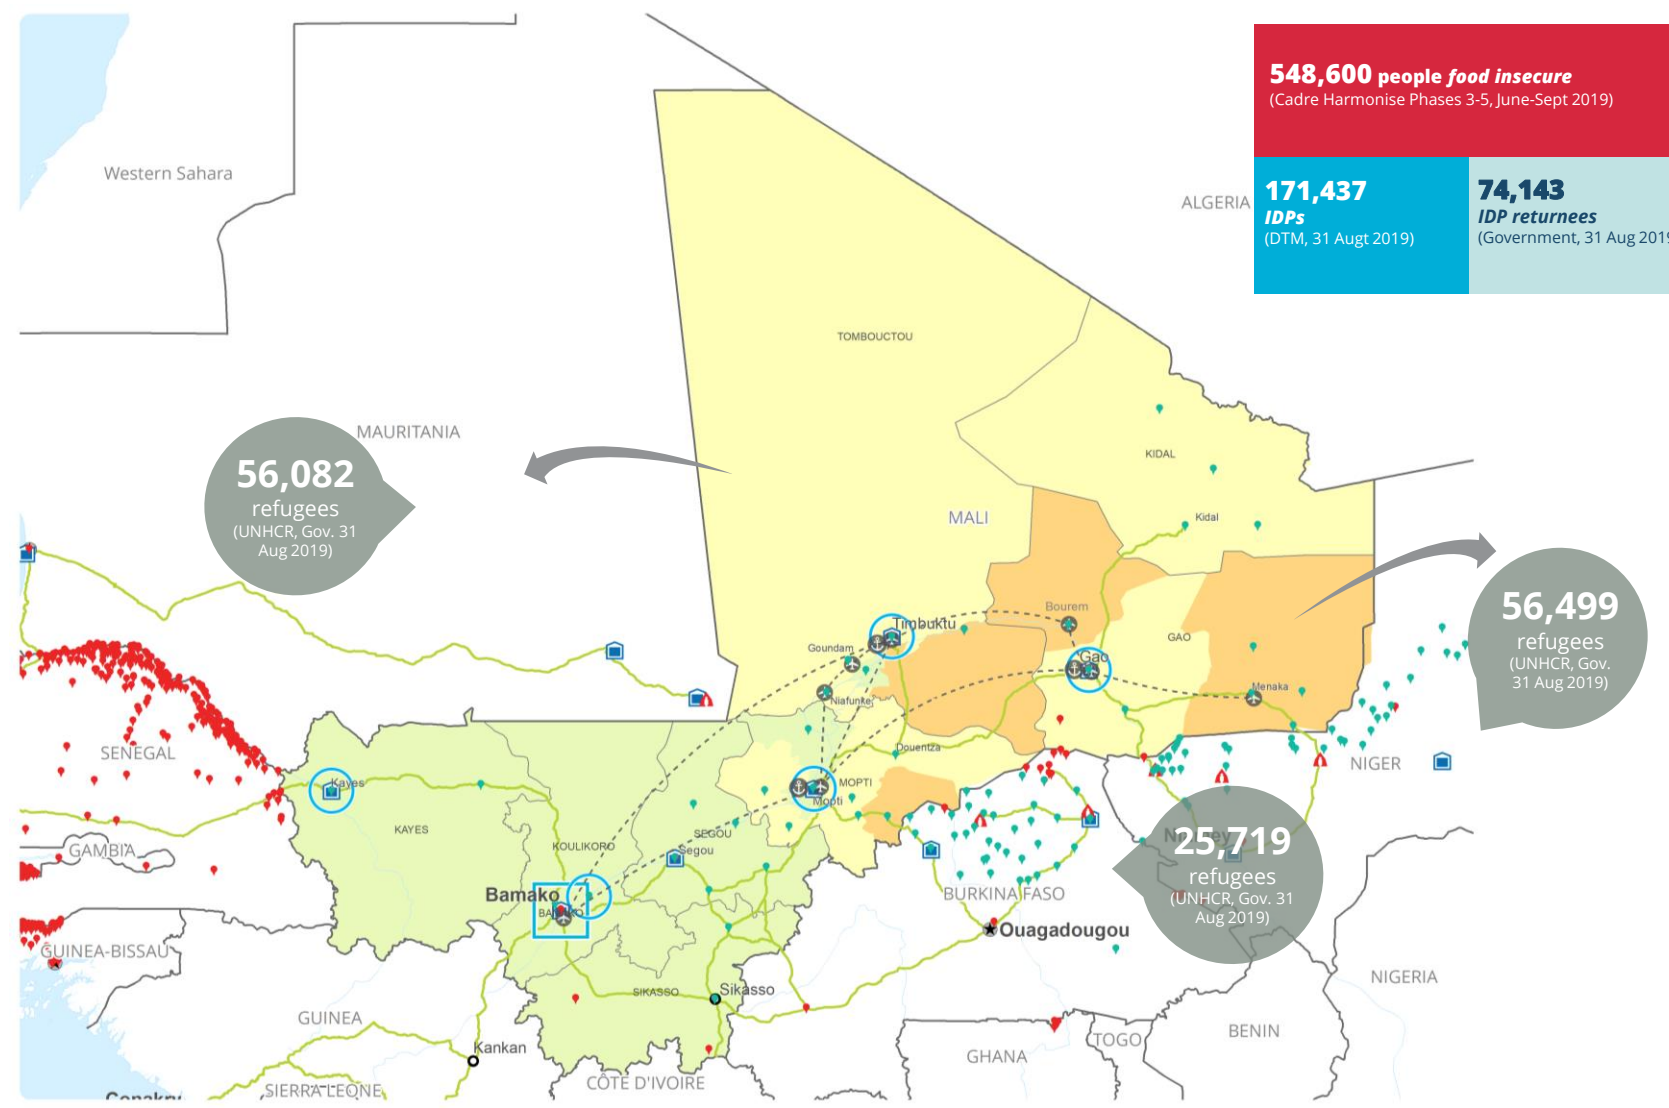 548,600 people food insecure
(Cadre Harmonise Phases 3-5, June-Sept 2019)
171,437
IDPs
(DTM, 31 Augt 2019)
74,143
IDP returnees
(Government, 31 Aug 2019
Western Sahara
ALGERIA
TOMBOUCTOU
MAURITANIA
KIDAL
56,082
refugees
(UNHCR, Gov. 31
Aug 2019)
MALI
Kidal
56,499
refugees
(UNHCR, Gov.
31 Aug 2019)
Bourem
Timbuktu
GAO
Goundam
Gao
Menaka
Niafunke
SENEGAL
Douentza
NIGER
Kayes
MOPTI
Mopti
KAYES
SEGOU
GAMBIA
KOULIKORO
Segou
25,719
refugees
(UNHCR, Gov. 31
Aug 2019)
Bamako
BURKINA FASO
BAMAKO
Ouagadougou
GUINEA-BISSAU
SIKASSO
Sikasso
NIGERIA
GUINEA
BENIN
Kankan
TOGO
GHANA
CÔTE D'IVOIRE
SIERRA LEONE
Conakry